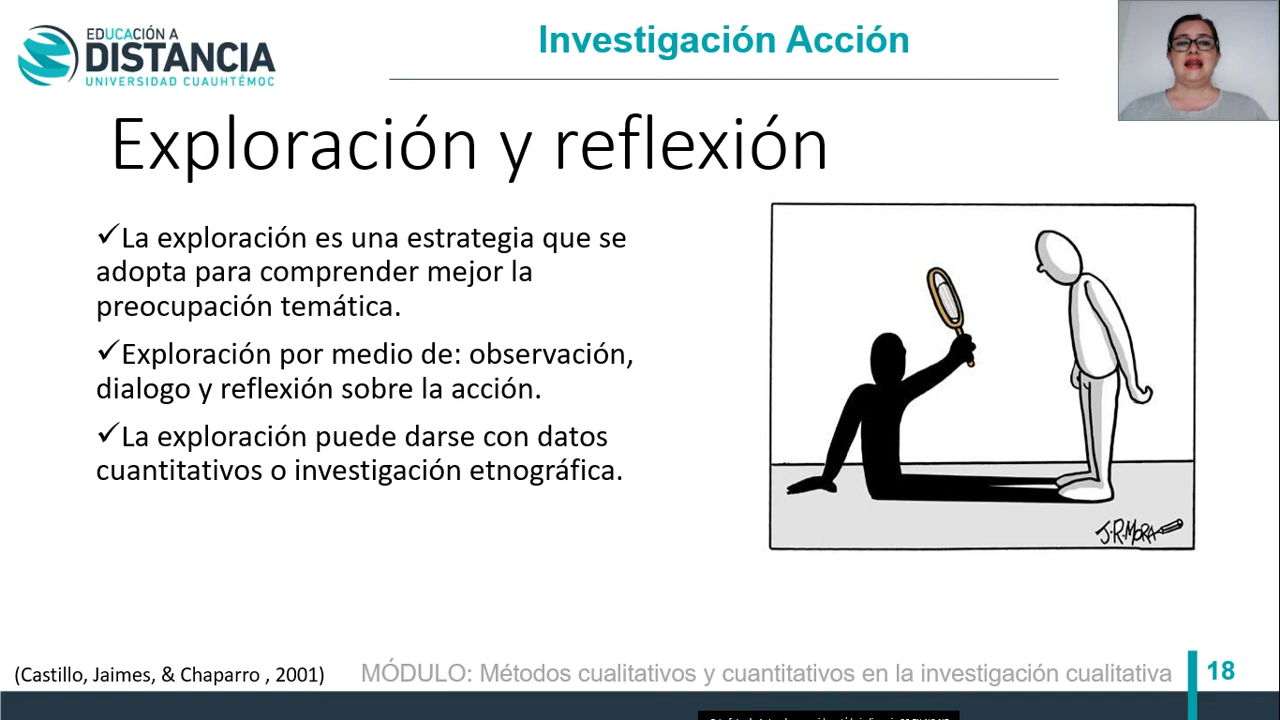 EDUCACIÓN A
DISTANCIA
UNIVERSIDAD CUAUHTÉMOC
Investigación Acción
Exploración y reflexión
✓La exploración es una estrategia que se
adopta para comprender mejor la
preocupación temática.
✓Exploración por medio de: observación,
dialogo y reflexión sobre la acción.
✓La exploración puede darse con datos
cuantitativos o investigación etnográfica.
J.R.MORA
(Castillo, Jaimes, & Chaparro , 2001)
MÓDULO: Métodos cualitativos y cuantitativos en la investigación cualitativa
18